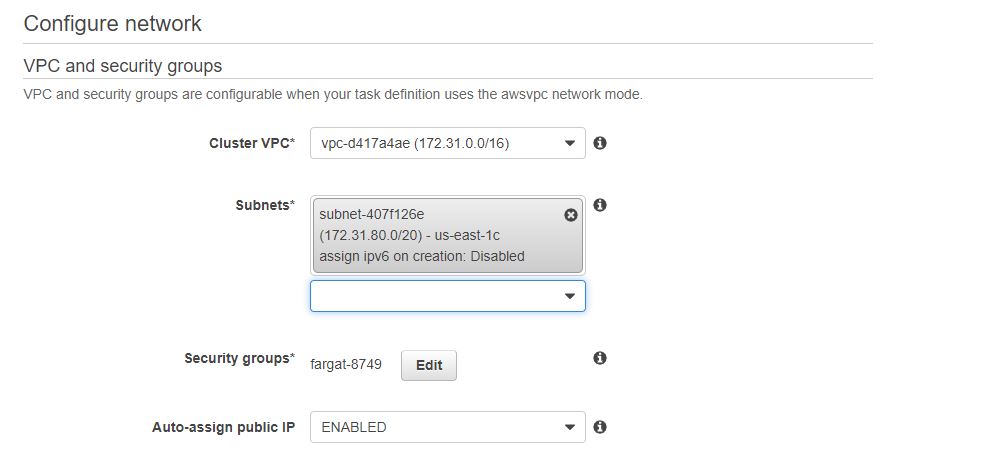 Configure network
VPC and security groups
VPC and security groups are configurable when your task definition uses the awsvpc network mode.
Cluster VPC* vpc-d417a4ae (172.31.0.0/16)
Subnets* subnet-407f126e
(172.31.80.0/20) - us-east-1c
assign ipv6 on creation: Disabled
Security groups* fargat-8749 Edit
Auto-assign public IP ENABLED